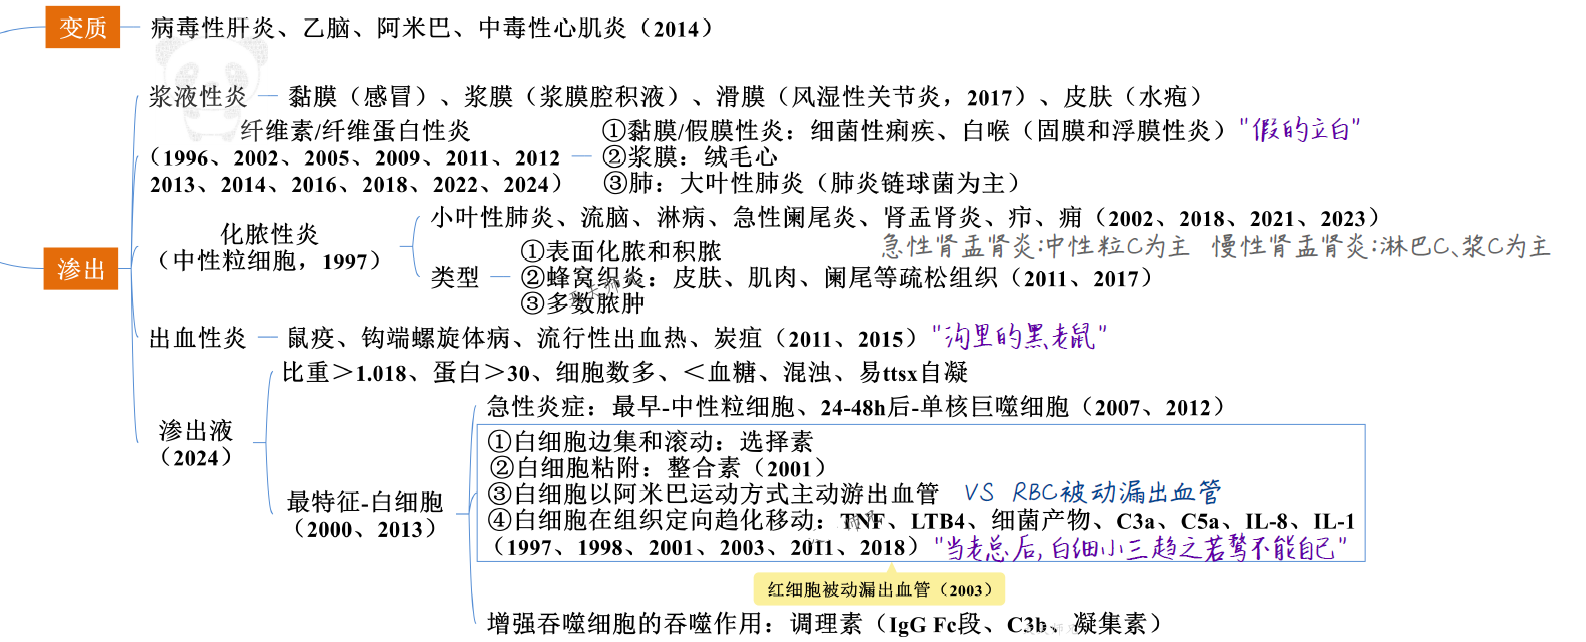 变质
病毒性肝炎、乙脑、阿米巴、中毒性心肌炎（2014）
浆液性炎
黏膜（感冒）、浆膜（浆膜腔积液）、滑膜（风湿性关节炎，2017）、皮肤（水疱）
纤维素/纤维蛋白性炎
（1996、2002、2005、2009、2011、2012
2013、2014、2016、2018、2022、2024）
①黏膜/假膜性炎：细菌性痢疾、白喉（固膜和浮膜性炎）"假的立白"
②浆膜：绒毛心
③肺：大叶性肺炎（肺炎链球菌为主）
渗出
化脓性炎
（中性粒细胞，1997）
小叶性肺炎、流脑、淋病、急性阑尾炎、肾盂肾炎、疖、痈（2002、2018、2021、2023）
急性肾盂肾炎:中性粒C为主 慢性肾盂肾炎:淋巴C、浆C为主
类型
①表面化脓和积脓
②蜂窝织炎：皮肤、肌肉、阑尾等疏松组织（2011、2017）
③多数脓肿
出血性炎
鼠疫、钩端螺旋体病、流行性出血热、炭疽（2011、2015）"沟里的黑老鼠"
渗出液
（2024）
比重＞1.018、蛋白＞30、细胞数多、＜血糖、混浊、易ttsx自凝
最特征-白细胞
（2000、2013）
急性炎症：最早-中性粒细胞、24-48h后-单核巨噬细胞（2007、2012）
①白细胞边集和滚动：选择素
②白细胞粘附：整合素（2001）
③白细胞以阿米巴运动方式主动游出血管 VS RBC被动漏出血管
④白细胞在组织定向趋化移动：TNF、LTB4、细菌产物、C3a、C5a、IL-8、IL-1
（1997、1998、2001、2003、2011、2018）"当老总后,白细小三趋之若鹜不能自已"
红细胞被动漏出血管（2003）
增强吞噬细胞的吞噬作用：调理素（IgG Fc段、C3b、凝集素）